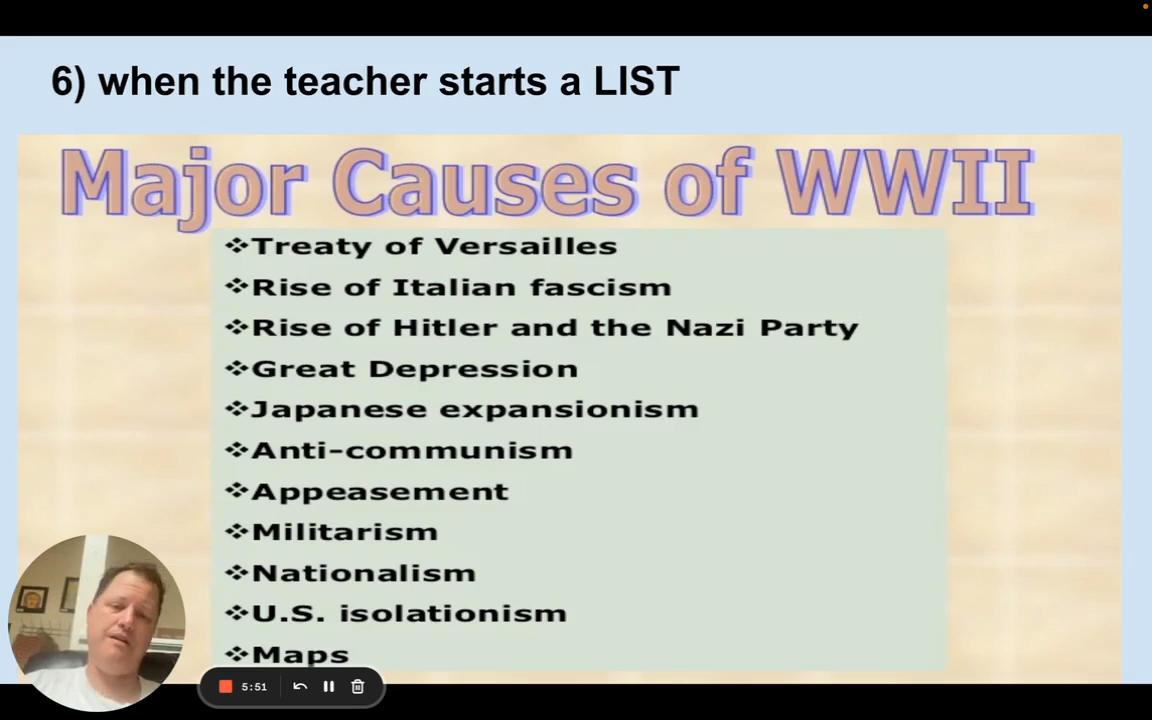 6) when the teacher starts a LIST
Major Causes of WWII
❖Treaty of Versailles
❖Rise of Italian fascism
❖Rise of Hitler and the Nazi Party
❖Great Depression
❖Japanese expansionism
❖Anti-communism
❖Appeasement
❖Militarism
❖Nationalism
❖U.S. isolationism
❖Maps
5:51